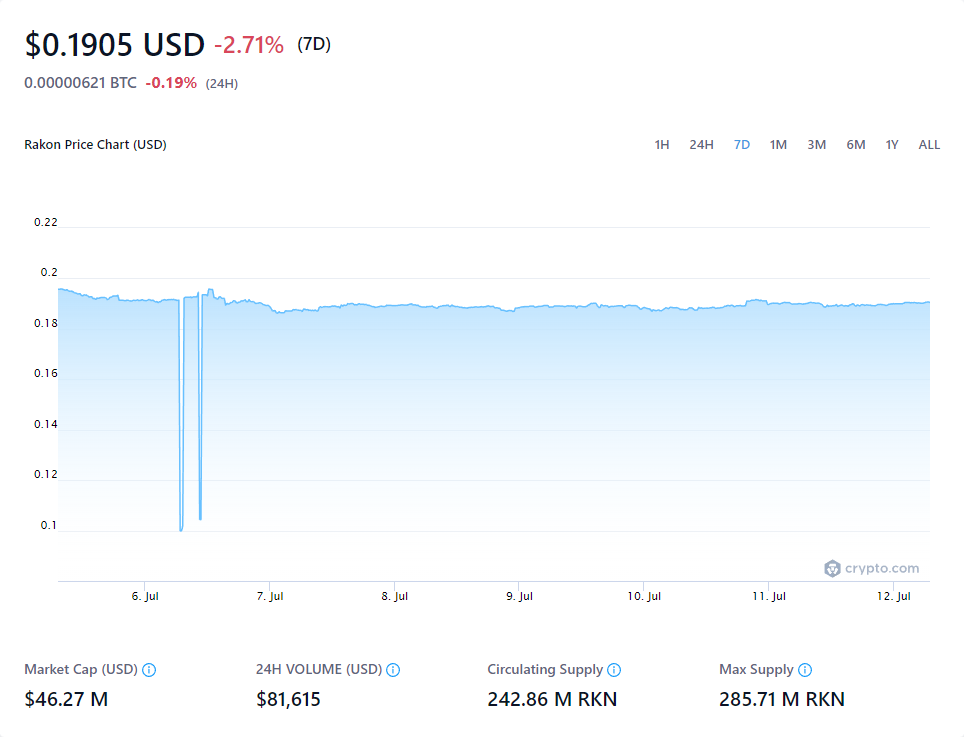 $0.1905 USD -2.71% (7D)
0.00000621 BTC -0.19% (24H)
Rakon Price Chart (USD) 1H 24H 7D 1M 3M 6M 1Y ALL
0.22
0.2
0.18
0.16
0.14
0.12
0.1
crypto.com
6. Jul 7. Jul 8. Jul 9. Jul 10. Jul 11. Jul 12. Jul
Market Cap (USD) 24H VOLUME (USD) Circulating Supply Max Supply
$46.27 M $81,615 242.86 M RKN 285.71 M RKN